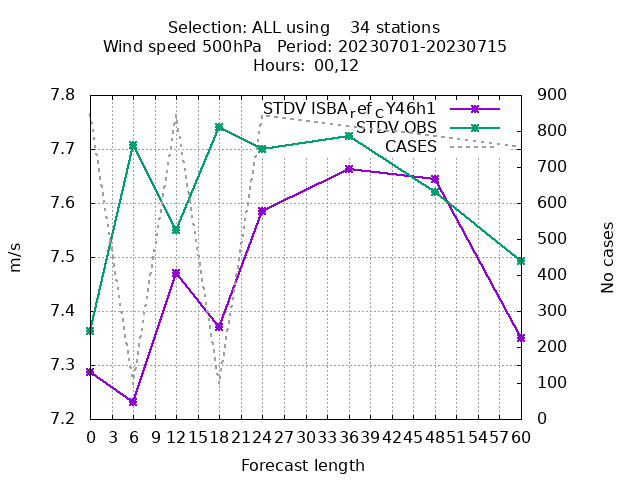 Selection: ALL using    34 stations
Wind speed 500hPa   Period: 20230701-20230715
Hours:  00,12
7.8
7.7
7.6
7.5
7.4
7.3
7.2
m/s
STDV ISBA_ref_CY46h1
STDV OBS
CASES
900
800
700
600
500
400
300
200
100
0
No cases
0 3 6 9 12 15 18 21 24 27 30 33 36 39 42 45 48 51 54 57 60
Forecast length